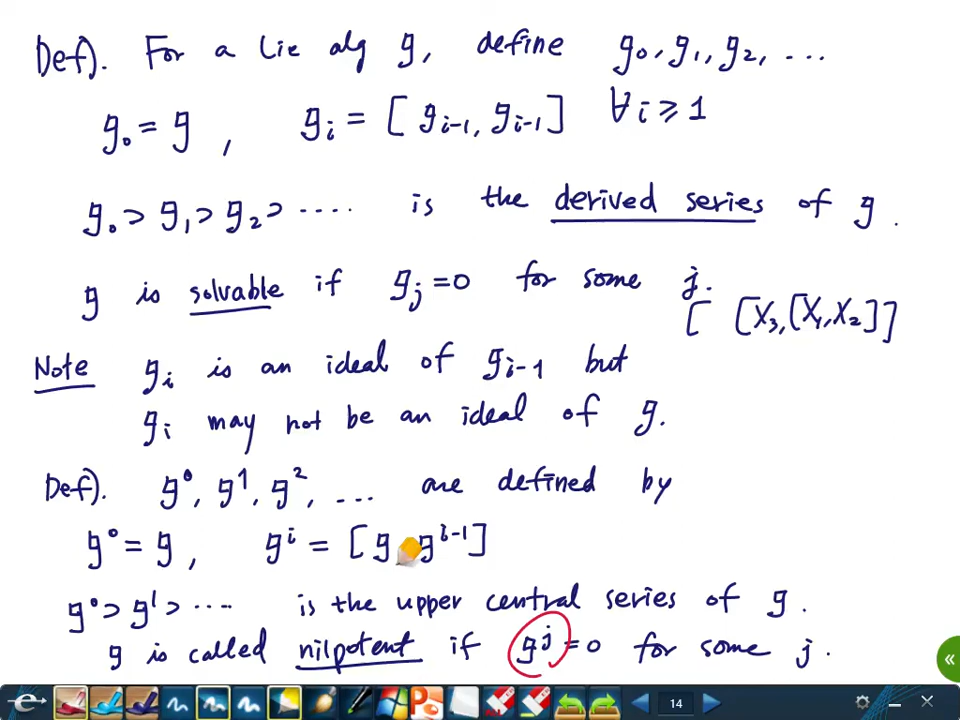 Def). For a Lie alg g, define g₀, g₁, g₂, ...
g₀ = g , gᵢ = [ gᵢ₋₁, gᵢ₋₁ ] ∀ i ≥ 1
g₀ > g₁ > g₂ > ···· is the derived series of g .
g is solvable if gⱼ = 0 for some j.
[ [X₃, [X₁, X₂]]
Note gᵢ is an ideal of gᵢ₋₁ but
gᵢ may not be an ideal of g.
Def). g⁰, g¹, g², ... are defined by
g⁰ = g , gⁱ = [ g gⁱ⁻¹ ]
g⁰ > g¹ > ···· is the upper central series of g .
g is called nilpotent if gʲ = 0 for some j .
14